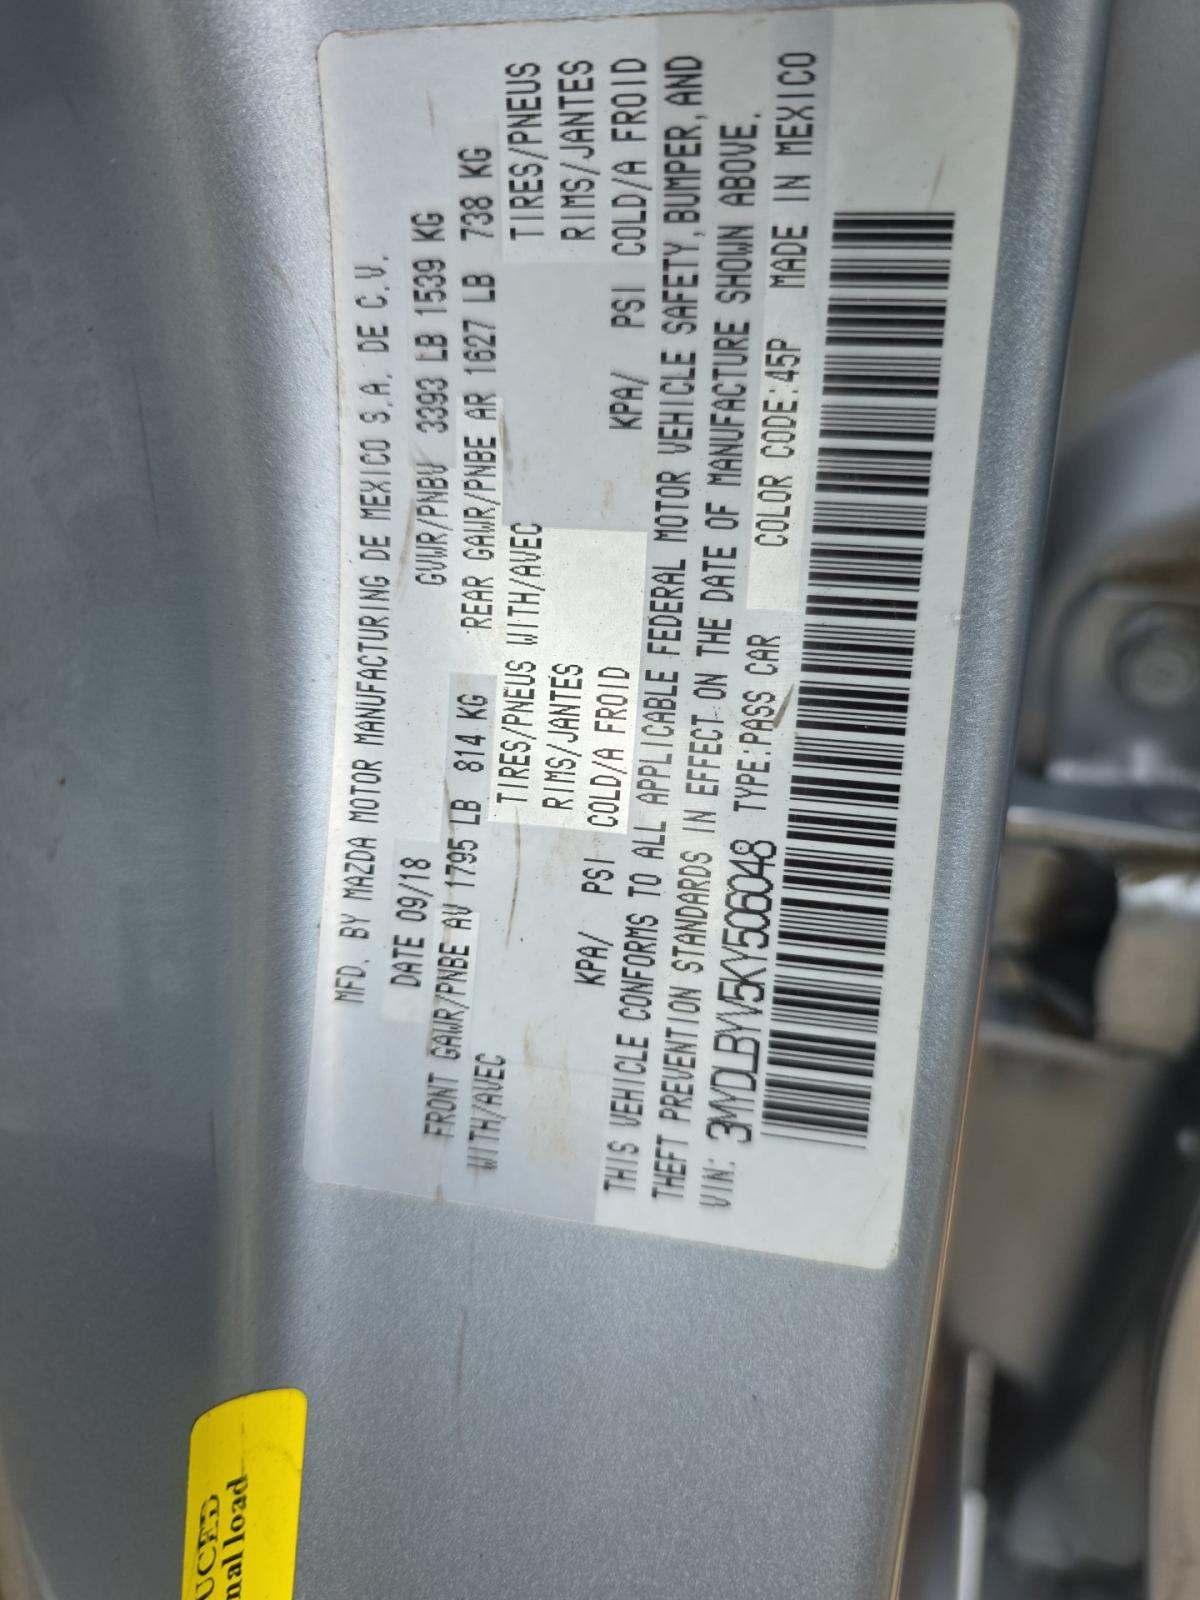 MFD. BY MAZDA MOTOR MANUFACTURING DE MEXICO S.A. DE C.V.
DATE 09/18 GVWR/PNBV 3393 LB 1539 KG
FRONT GAWR/PNBE AV 1795 LB 814 KG REAR GAWR/PNBE AR 1627 LB 738 KG
WITH/AVEC TIRES/PNEUS WITH/AVEC TIRES/PNEUS
RIMS/JANTES RIMS/JANTES
KPA/ PSI COLD/A FROID KPA/ PSI COLD/A FROID
THIS VEHICLE CONFORMS TO ALL APPLICABLE FEDERAL MOTOR VEHICLE SAFETY,BUMPER,AND
THEFT PREVENTION STANDARDS IN EFFECT ON THE DATE OF MANUFACTURE SHOWN ABOVE.
VIN: 3MYDLBYV5KY506048 TYPE:PASS CAR COLOR CODE:45P MADE IN MEXICO
UCED
nal load